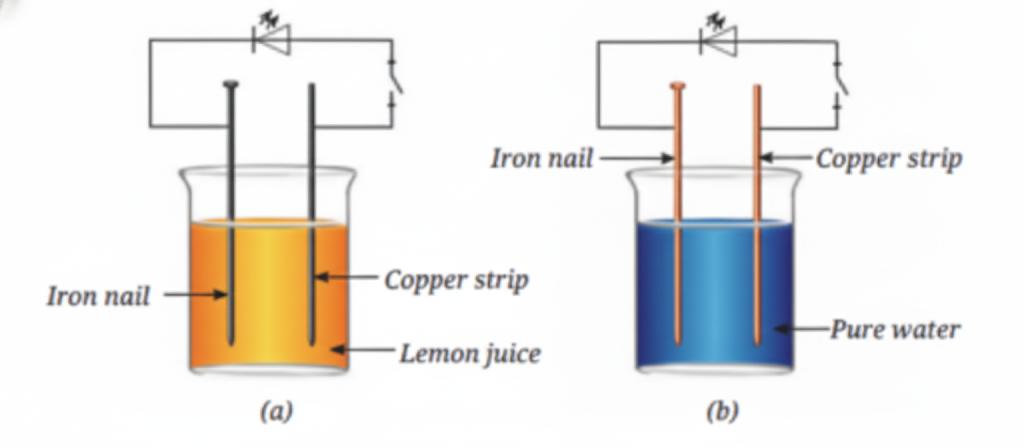 Iron nail
Copper strip
Lemon juice
(a)
Iron nail
Copper strip
Pure water
(b)